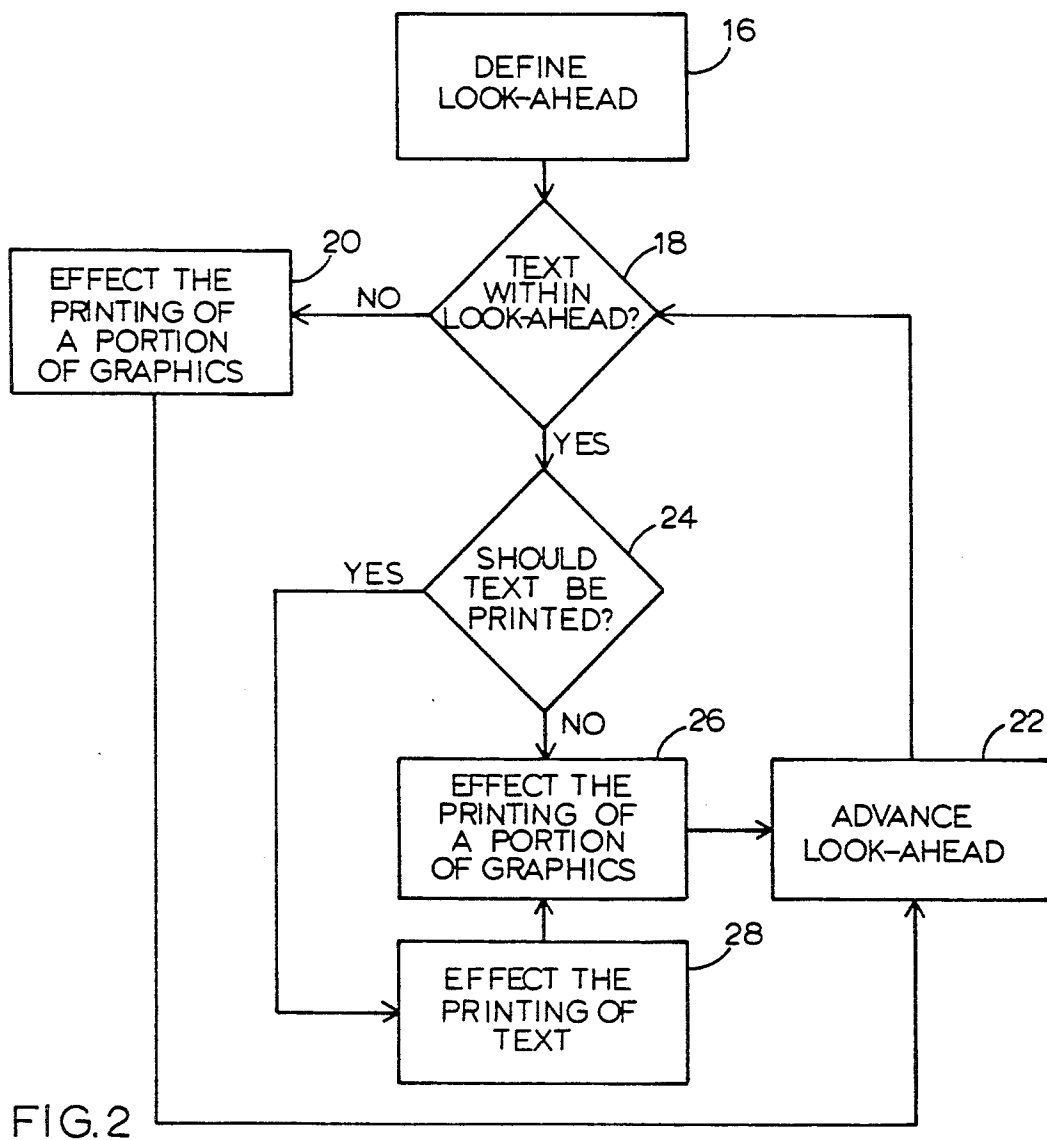 16
DEFINE
LOOK-AHEAD
18
TEXT
WITHIN
LOOK-AHEAD?
NO
20
EFFECT THE
PRINTING OF
A PORTION
OF GRAPHICS
YES
24
SHOULD
TEXT BE
PRINTED?
YES
NO
26
EFFECT THE
PRINTING OF
A PORTION
OF GRAPHICS
22
ADVANCE
LOOK-AHEAD
28
EFFECT THE
PRINTING OF
TEXT
FIG.2